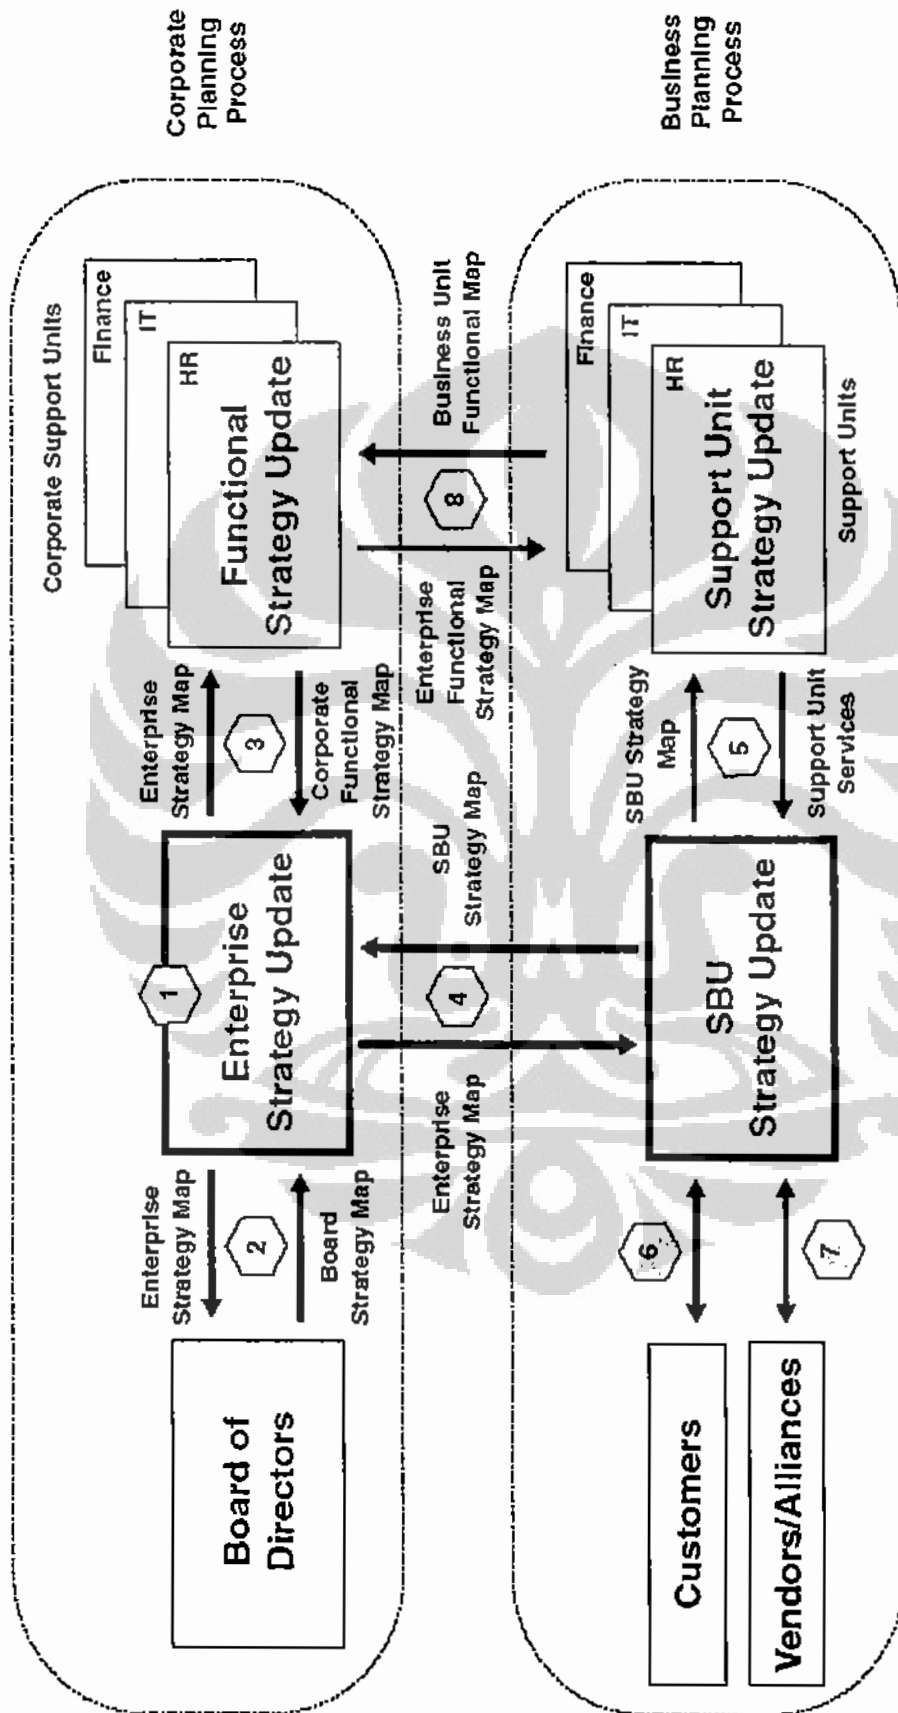 Corporate
Planning
Process
Corporate Support Units
Finance
IT
HR
Functional
Strategy Update
Enterprise
Strategy Map
3
Corporate
Functional
Strategy Map
1
Enterprise
Strategy Update
Enterprise
Strategy Map
2
Board
Strategy Map
Board of
Directors
Business Unit
Functional Map
8
Enterprise
Functional
Strategy Map
SBU
Strategy Map
4
Enterprise
Strategy Map
Business
Planning
Process
Finance
IT
HR
Support Unit
Strategy Update
Support Units
SBU Strategy
Map
5
Support Unit
Services
SBU
Strategy Update
6
7
Customers
Vendors/Alliances